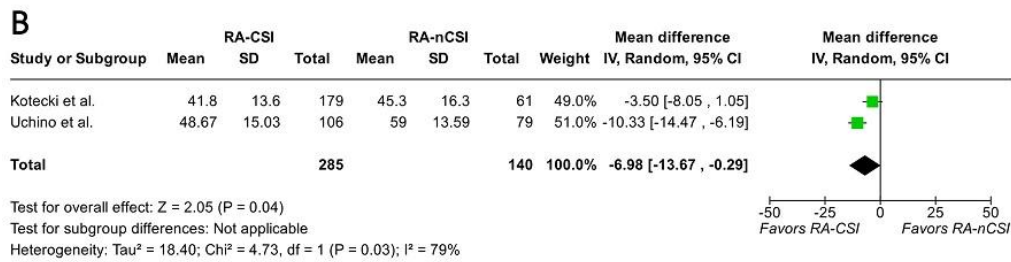 B
RA-CSI RA-nCSI Mean difference Mean difference
Study or Subgroup Mean SD Total Mean SD Total Weight IV, Random, 95% CI IV, Random, 95% CI
Kotecki et al. 41.8 13.6 179 45.3 16.3 61 49.0% -3.50 [-8.05 , 1.05]
Uchino et al. 48.67 15.03 106 59 13.59 79 51.0% -10.33 [-14.47 , -6.19]
Total 285 140 100.0% -6.98 [-13.67 , -0.29]
Test for overall effect: Z = 2.05 (P = 0.04)
Test for subgroup differences: Not applicable
Heterogeneity: Tau² = 18.40; Chi² = 4.73, df = 1 (P = 0.03); I² = 79%
-50 -25 0 25 50
Favors RA-CSI Favors RA-nCSI